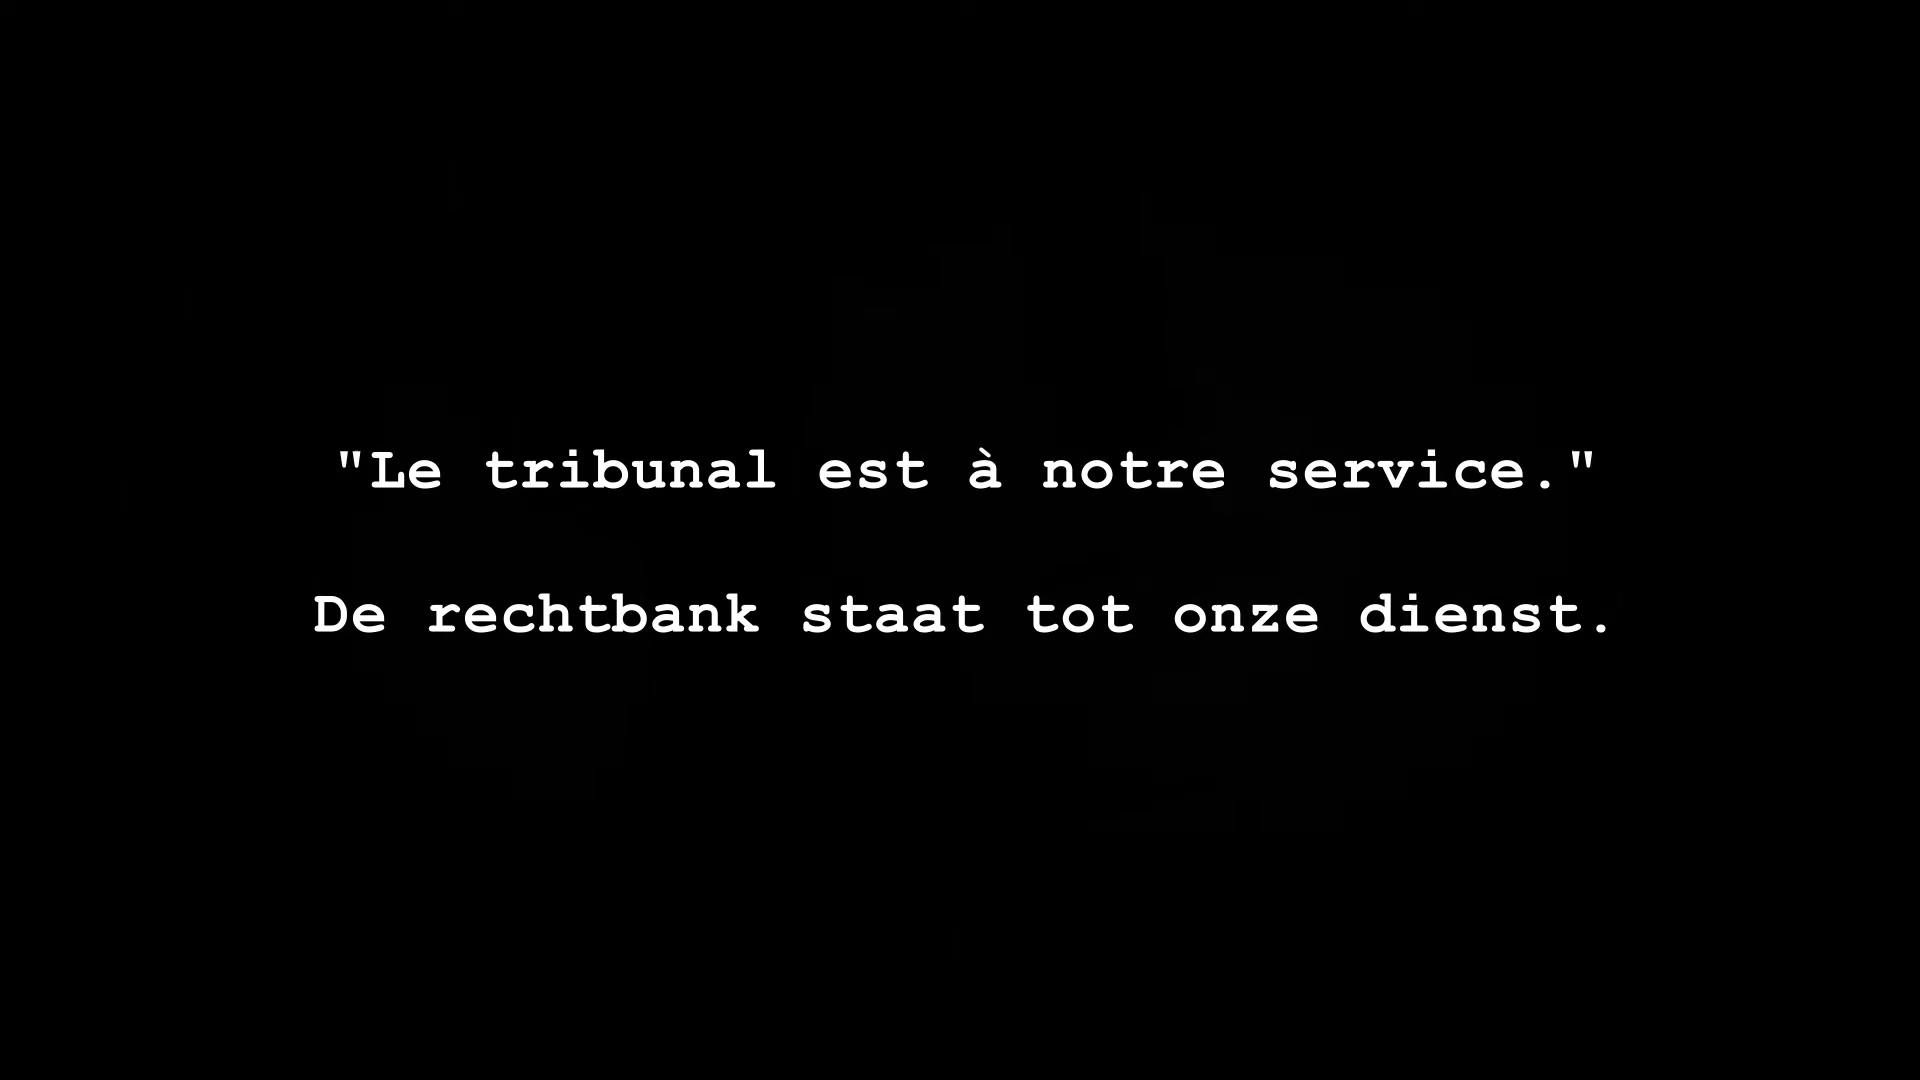 "Le tribunal est à notre service."
De rechtbank staat tot onze dienst.